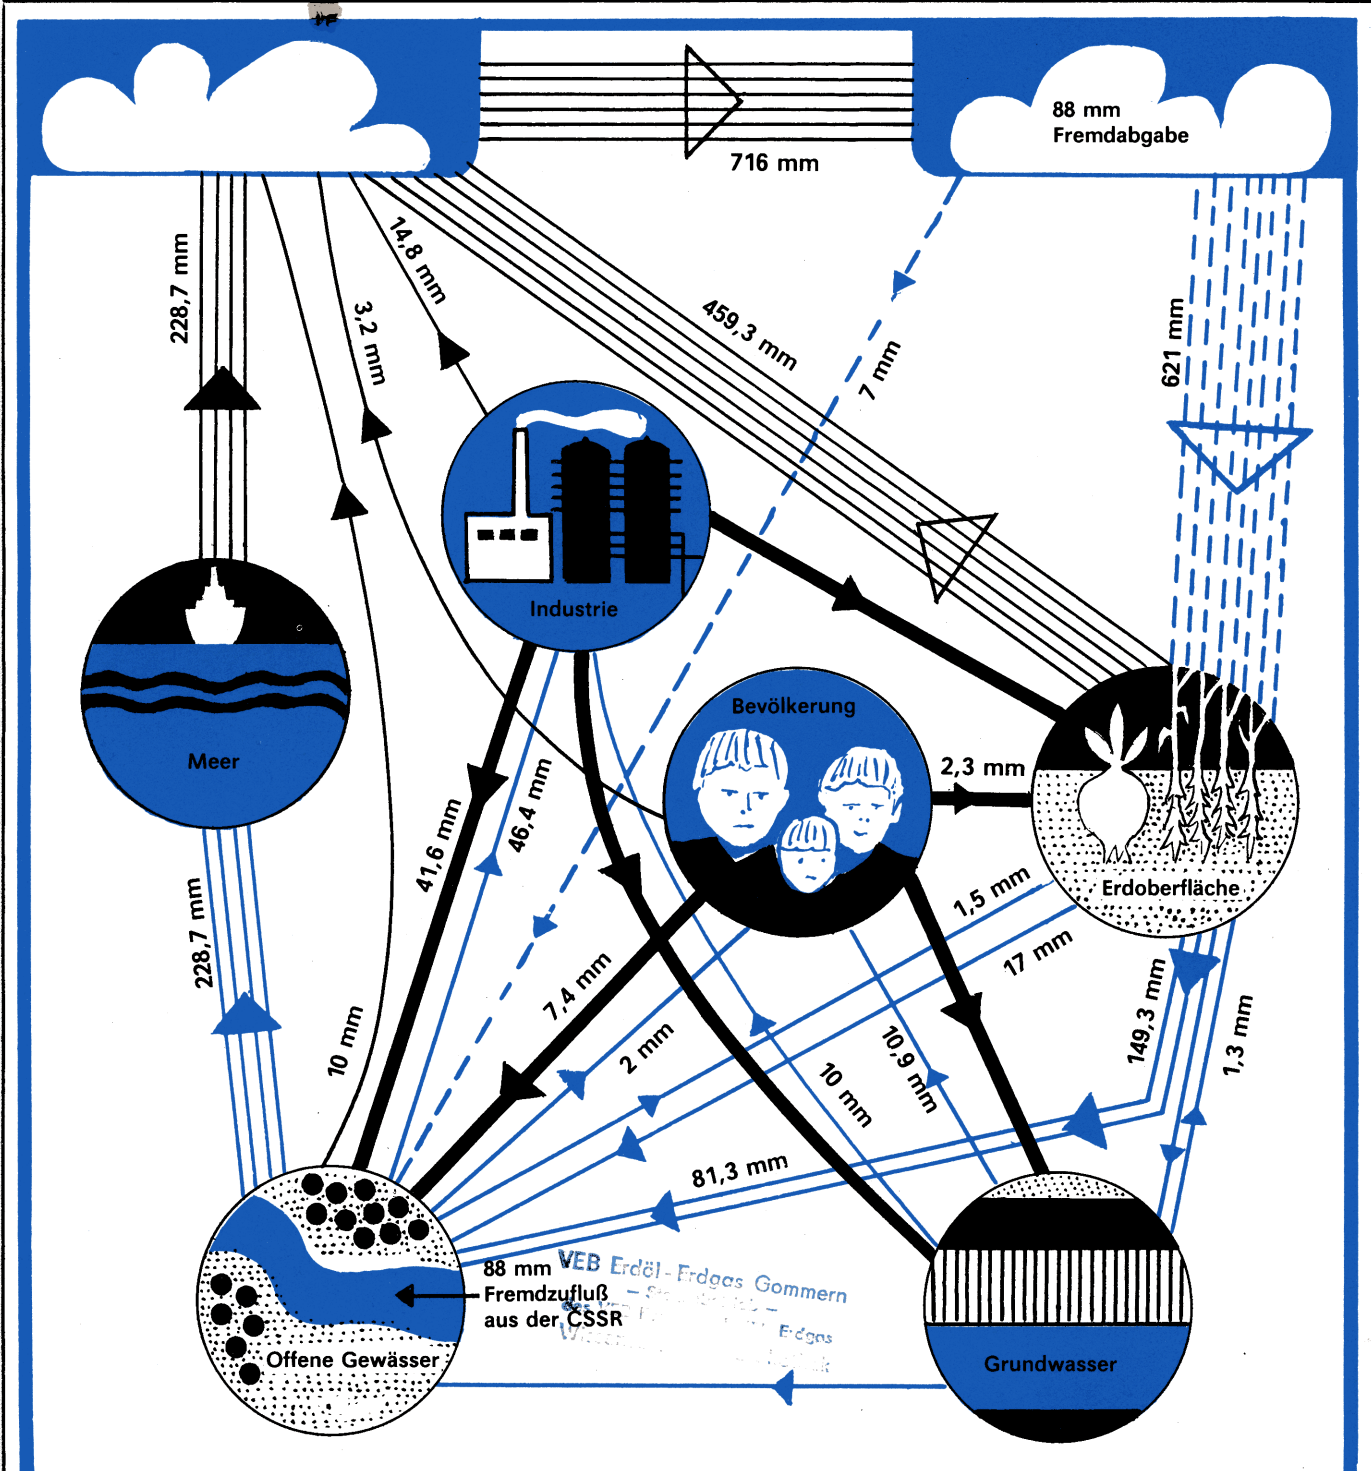 88 mm
Fremdabgabe
716 mm
228,7 mm
14,8 mm
3,2 mm
459,3 mm
7 mm
621 mm
Industrie
Meer
Bevölkerung
2,3 mm
Erdoberfläche
41,6 mm
46,4 mm
228,7 mm
10 mm
7,4 mm
2 mm
1,5 mm
17 mm
10 mm
10,9 mm
149,3 mm
1,3 mm
81,3 mm
88 mm
Fremdzufluß
aus der ČSSR
VEB Erdöl-Erdgas Gommern
Erdgas
Offene Gewässer
Grundwasser